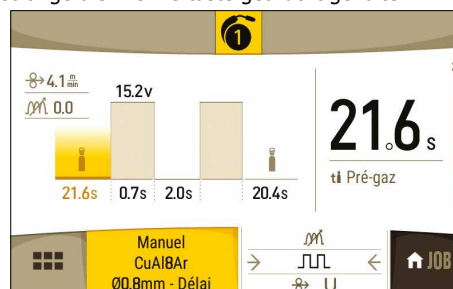 1
4.1 m/min
0.0
15.2v
21.6s
0.7s
2.0s
20.4s
21.6 s
ti Pré-gaz
Manuel
CuAl8Ar
Ø0.8mm - Délai
U
JOB